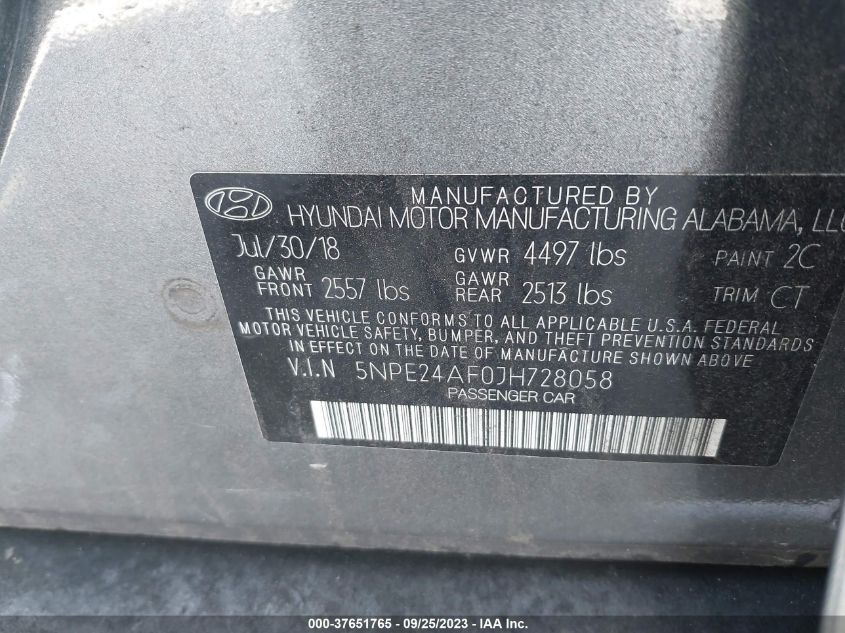 MANUFACTURED BY
HYUNDAI MOTOR MANUFACTURING ALABAMA, LLC
Jul/30/18 GVWR 4497 lbs PAINT 2C
GAWR FRONT 2557 lbs GAWR REAR 2513 lbs TRIM CT
THIS VEHICLE CONFORMS TO ALL APPLICABLE U.S.A. FEDERAL
MOTOR VEHICLE SAFETY, BUMPER, AND THEFT PREVENTION STANDARDS
IN EFFECT ON THE DATE OF MANUFACTURE SHOWN ABOVE
V.I.N 5NPE24AF0JH728058
PASSENGER CAR
000-37651765 - 09/25/2023 - COPYRIGHT © IAA, Inc.